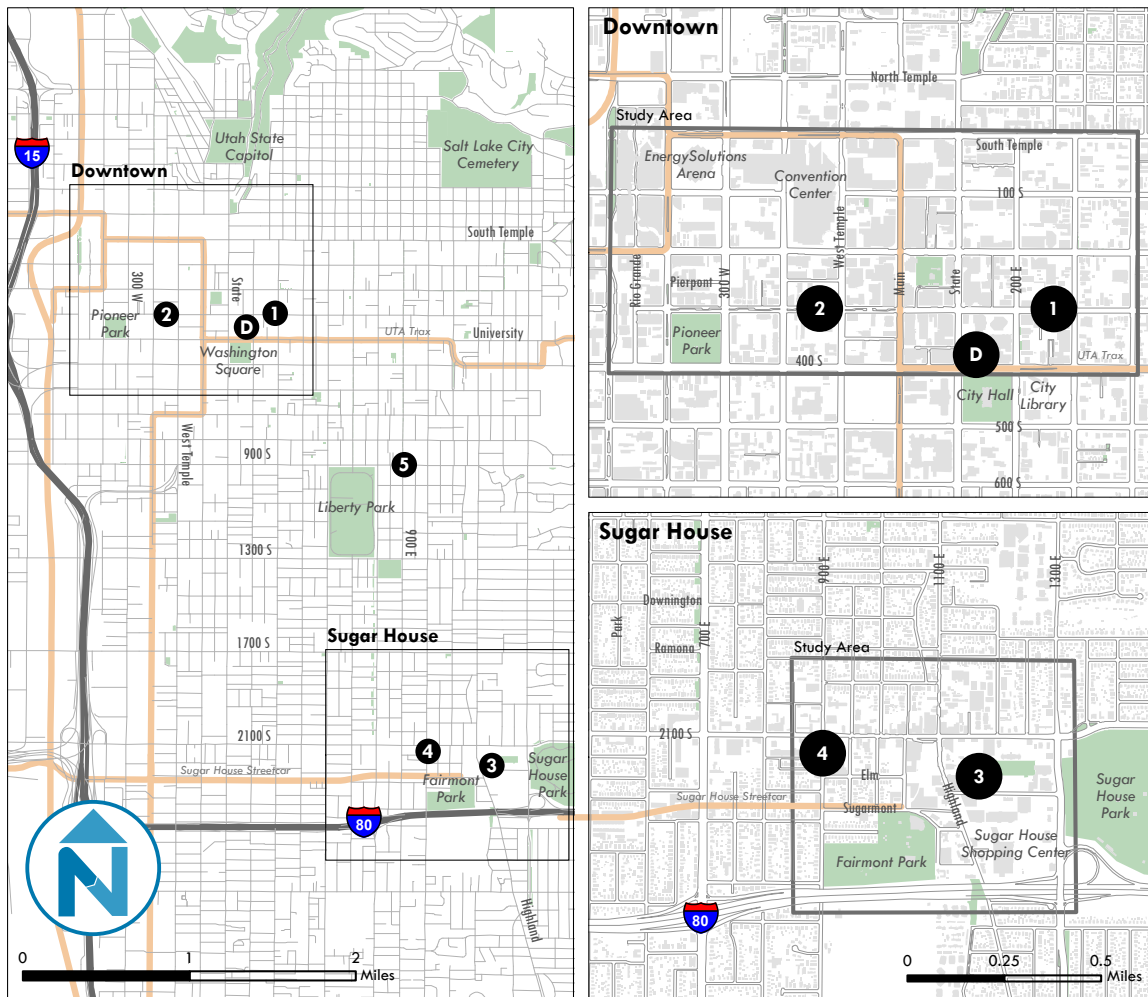 15
Utah State
Capitol
Salt Lake City
Cemetery
Downtown
South Temple
300 W
State
Pioneer
Park
2
D
1
UTA Trax
University
Washington
Square
West Temple
900 S
5
Liberty Park
900 E
1300 S
1700 S
Sugar House
2100 S
4
3
Sugar
House
Park
Sugar House Streetcar
Fairmont
Park
80
N
Highland
0 1 2
Miles
Downtown
North Temple
Study Area
South Temple
EnergySolutions
Arena
Convention
Center
100 S
West Temple
Rio Grande
Pierpont
300 W
Main
State
200 E
2
1
Pioneer
Park
D
400 S
UTA Trax
City Hall
City
Library
500 S
600 S
Sugar House
900 E
1100 E
1300 E
Downington
Park
700 E
Ramona
Study Area
2100 S
4
Elm
3
Sugar House Streetcar
Sugarmont
Highland
Sugar
House
Park
Sugar House
Shopping Center
Fairmont Park
80
0 0.25 0.5
Miles